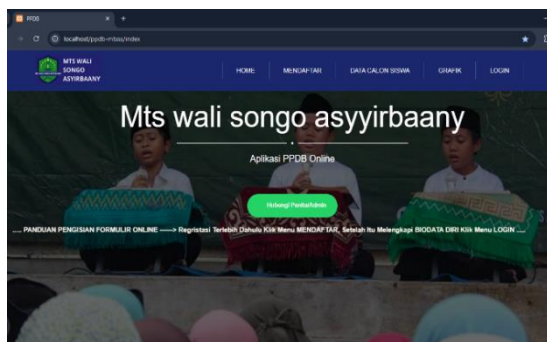 PPDB
localhost/ppdb-mtsis/index
MTS WALI
SONGO
ASYIRBAANY
HOME
MENDAFTAR
DATA CALON SISWA
GRAFIK
LOGIN
Mts wali songo asyyirbaany
Aplikasi PPDB Online
Hubungi Panitia/Admin
..... PANDUAN PENGISIAN FORMULIR ONLINE -----> Regristasi Terlebih Dahulu Klik Menu MENDAFTAR, Setelah Itu Melengkapi BIODATA DIRI Klik Menu LOGIN .....